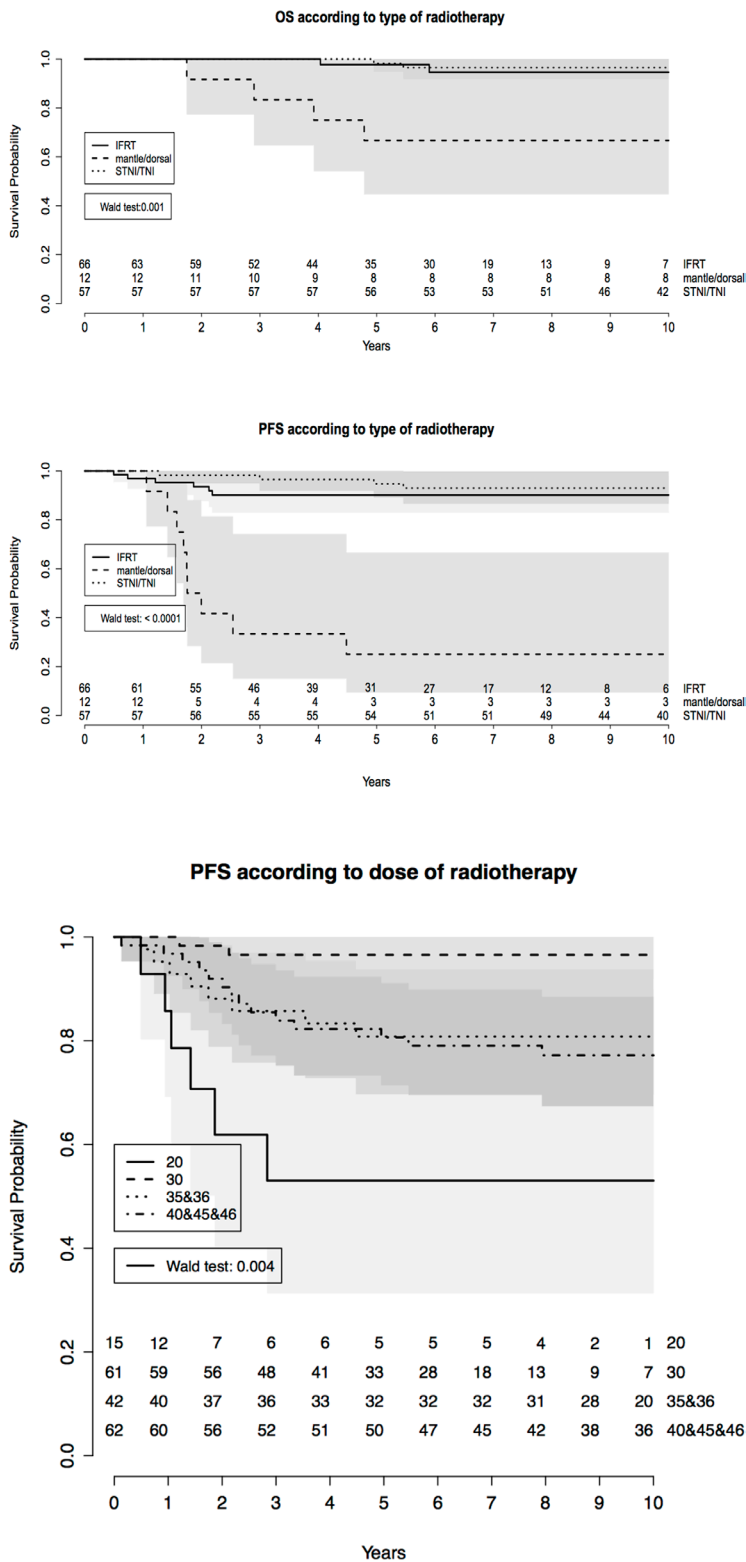 OS according to type of radiotherapy
Survival Probability
1.0
0.8
0.6
0.4
0.2
0.0
IFRT
mantle/dorsal
STNI/TNI
Wald test:0.001
66 63 59 52 44 35 30 19 13 9 7 IFRT
12 12 11 10 9 8 8 8 8 8 8 mantle/dorsal
57 57 57 57 57 56 53 53 51 46 42 STNI/TNI
0 1 2 3 4 5 6 7 8 9 10
Years
PFS according to type of radiotherapy
Survival Probability
1.0
0.8
0.6
0.4
0.2
0.0
IFRT
mantle/dorsal
STNI/TNI
Wald test: < 0.0001
66 61 55 46 39 31 27 17 12 8 6 IFRT
12 12 5 4 4 3 3 3 3 3 3 mantle/dorsal
57 57 56 55 55 54 51 51 49 44 40 STNI/TNI
0 1 2 3 4 5 6 7 8 9 10
Years
PFS according to dose of radiotherapy
Survival Probability
1.0
0.8
0.6
0.4
0.2
0.0
20
30
35&36
40&45&46
Wald test: 0.004
15 12 7 6 6 5 5 5 4 2 1 20
61 59 56 48 41 33 28 18 13 9 7 30
42 40 37 36 33 32 32 32 31 28 20 35&36
62 60 56 52 51 50 47 45 42 38 36 40&45&46
0 1 2 3 4 5 6 7 8 9 10
Years